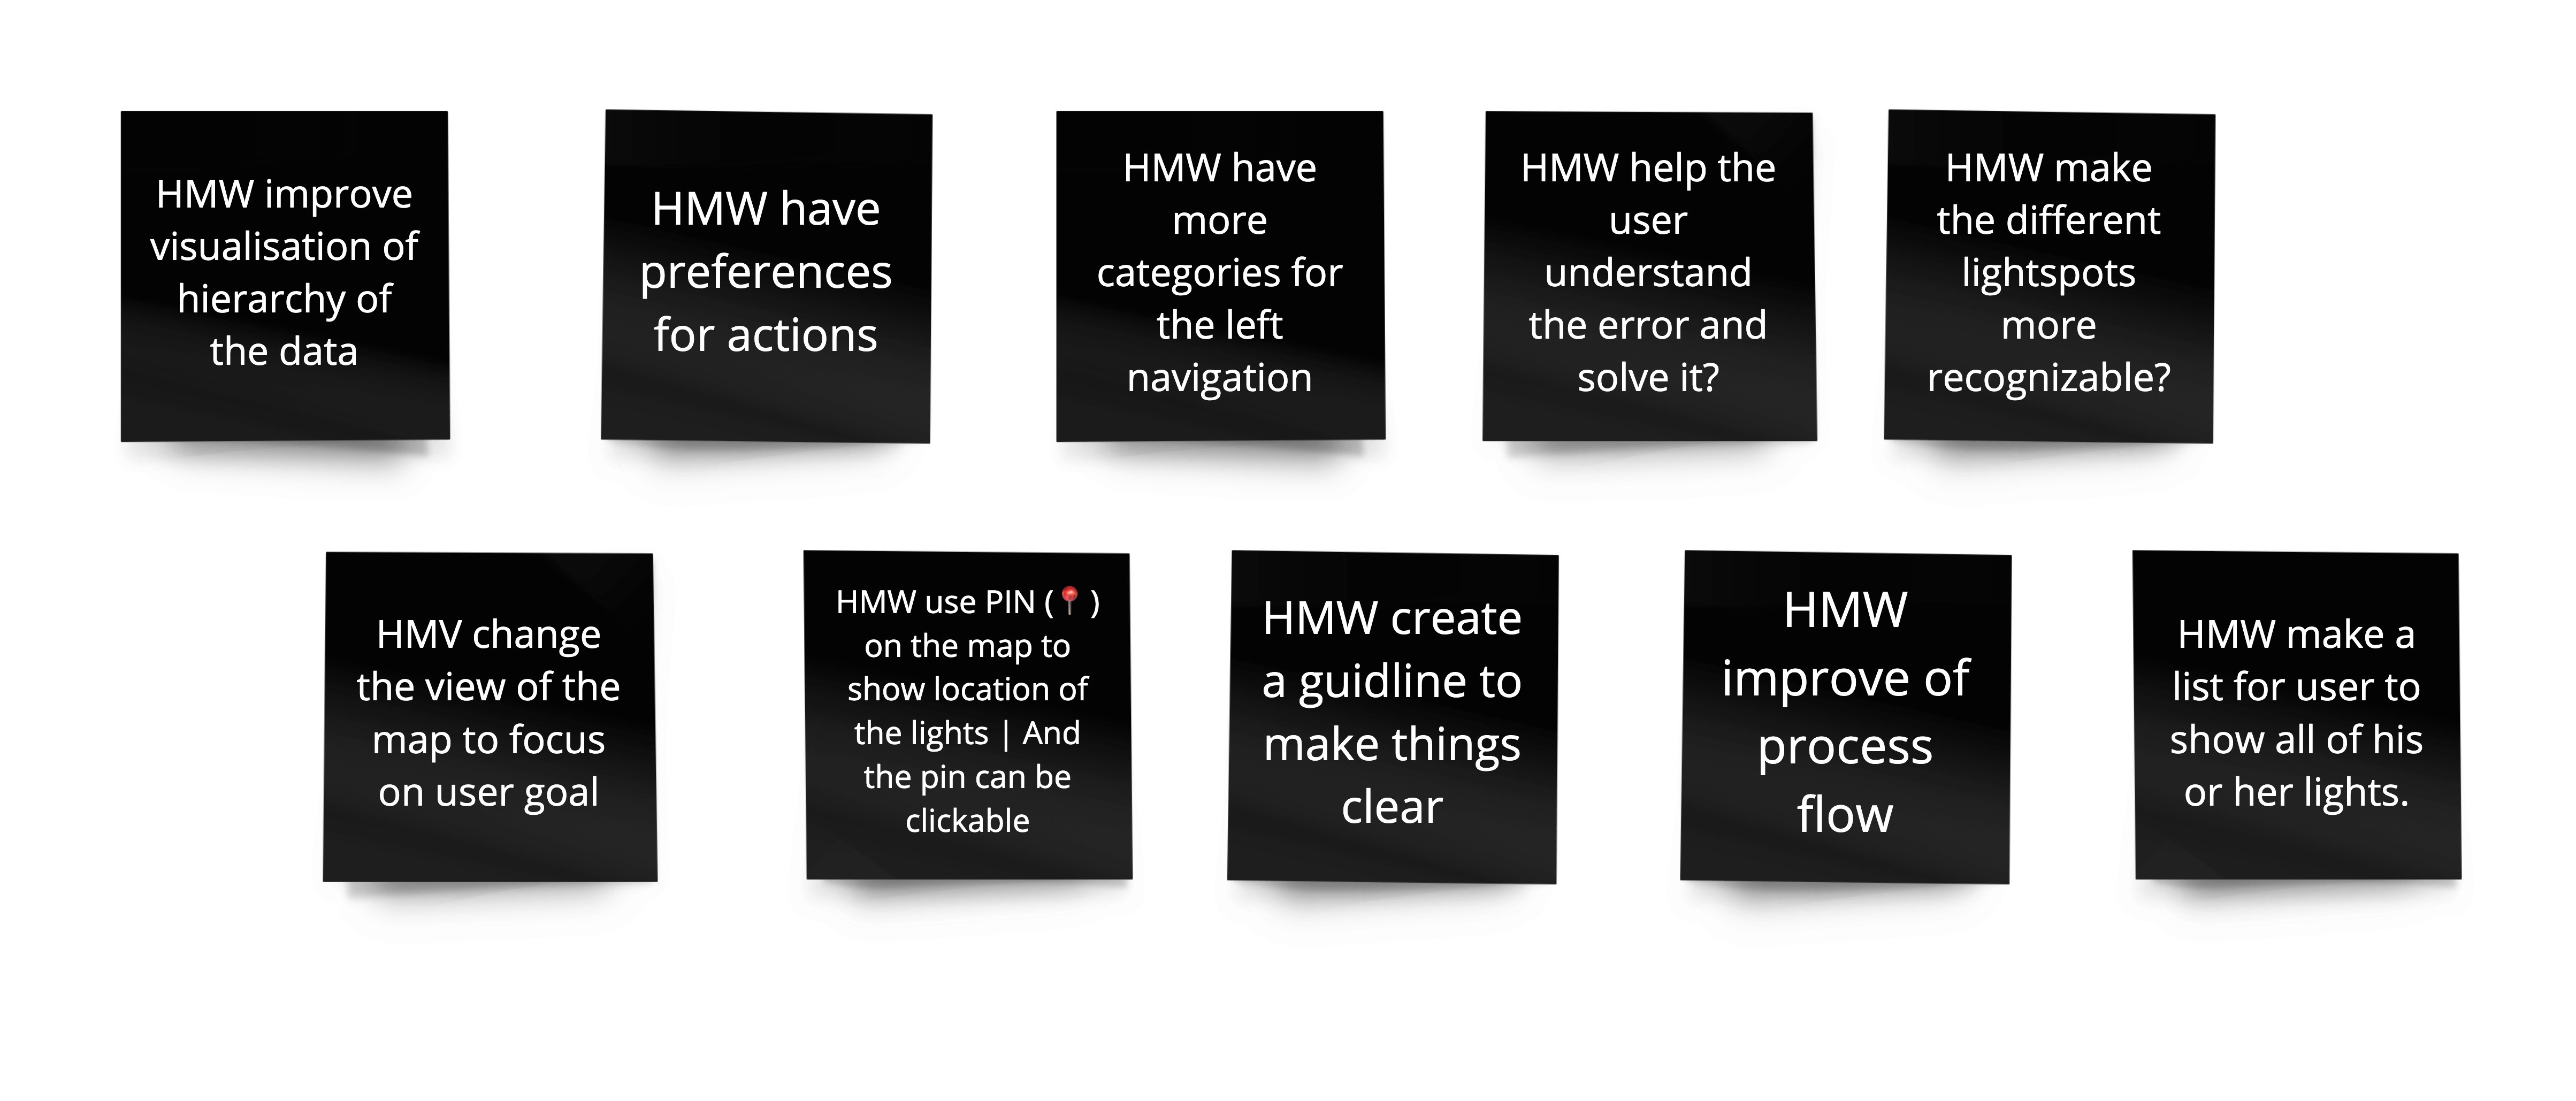 HMW improve
visualisation of
hierarchy of
the data
HMW have
preferences
for actions
HMW have
more
categories for
the left
navigation
HMW help the
user
understand
the error and
solve it?
HMW make
the different
lightspots
more
recognizable?
HMV change
the view of the
map to focus
on user goal
HMW use PIN (📍)
on the map to
show location of
the lights | And
the pin can be
clickable
HMW create
a guidline to
make things
clear
HMW
improve of
process
flow
HMW make a
list for user to
show all of his
or her lights.